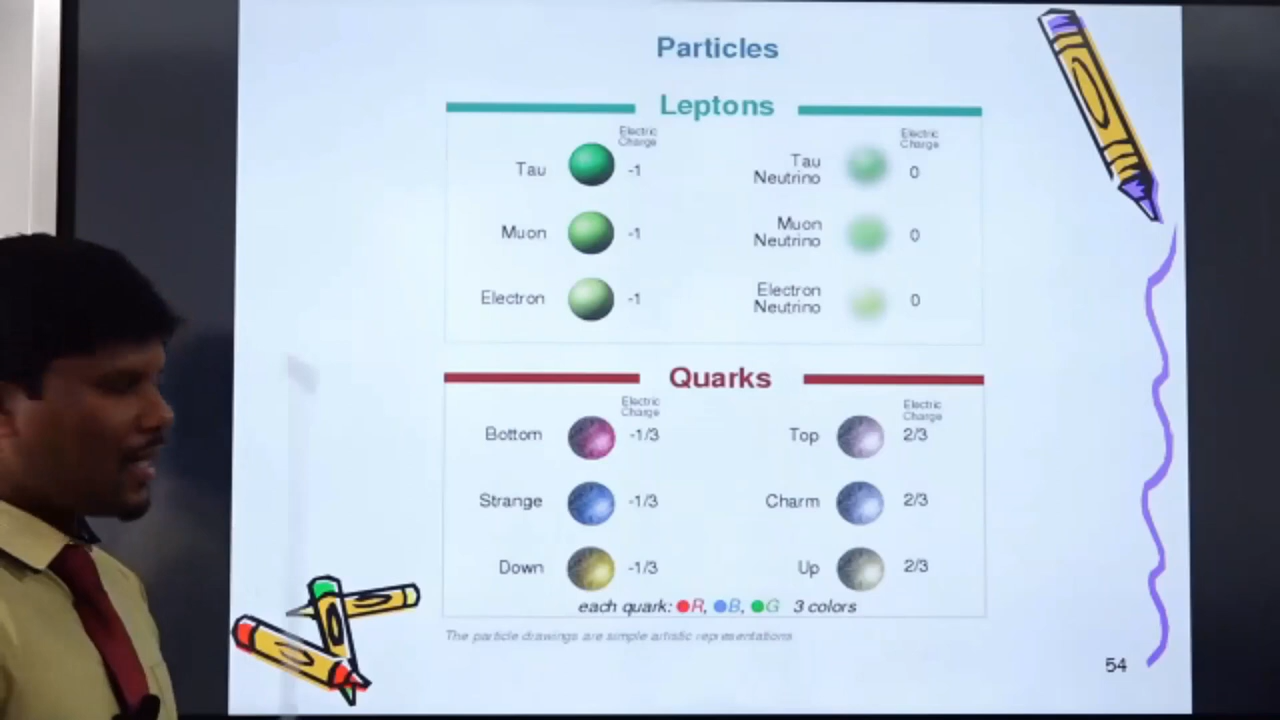 Particles
Leptons
Electric
Charge
Electric
Charge
Tau -1
Tau
Neutrino 0
Muon -1
Muon
Neutrino 0
Electron -1
Electron
Neutrino 0
Quarks
Electric
Charge
Electric
Charge
Bottom -1/3
Top 2/3
Strange -1/3
Charm 2/3
Down -1/3
Up 2/3
each quark: R, B, G 3 colors
The particle drawings are simple artistic representations
54